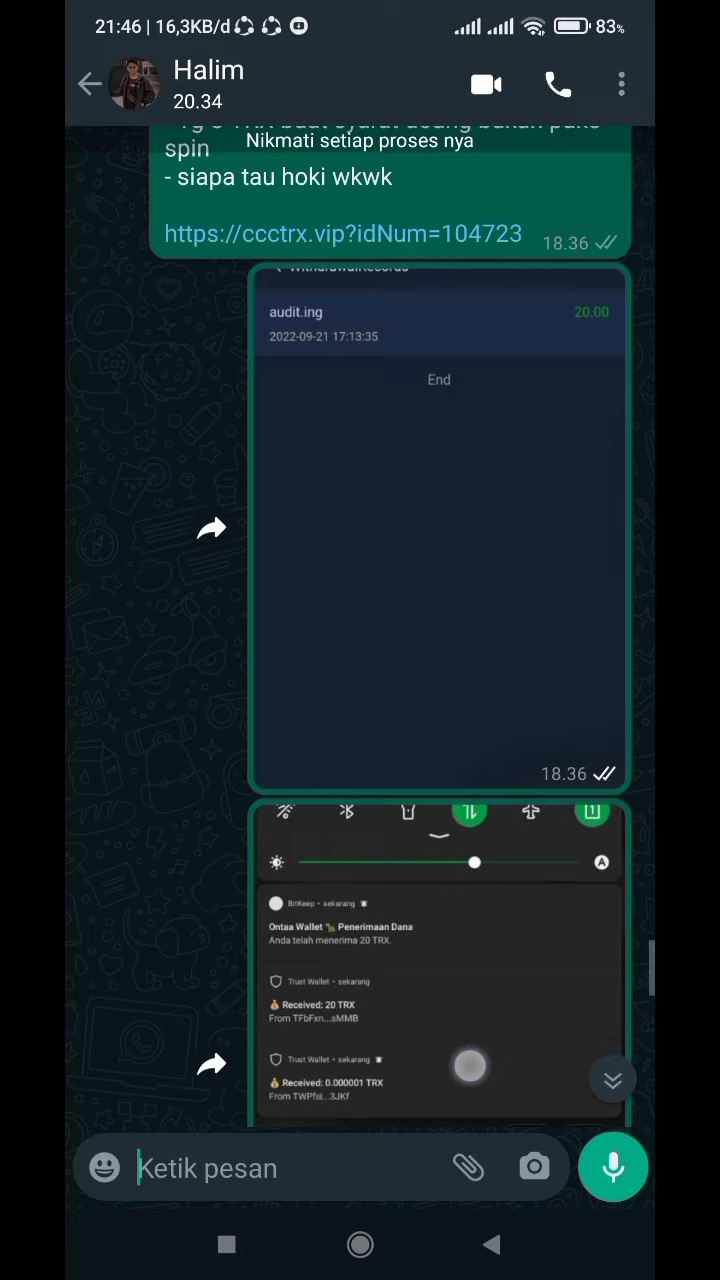 21:46 | 16,3KB/d
83%
Halim
20.34
spin
Nikmati setiap proses nya
- siapa tau hoki wkwk
https://ccctrx.vip?idNum=104723
18.36
audit.ing
20.00
2022-09-21 17:13:35
End
18.36
BitKeep • sekarang
Ontaa Wallet 🦖 Penerimaan Dana
Anda telah menerima 20 TRX.
Trust Wallet • sekarang
💰 Received: 20 TRX
From TFbFxn...sMMB
Trust Wallet • sekarang
💰 Received: 0.000001 TRX
From TWPfsi...3JKf
Ketik pesan